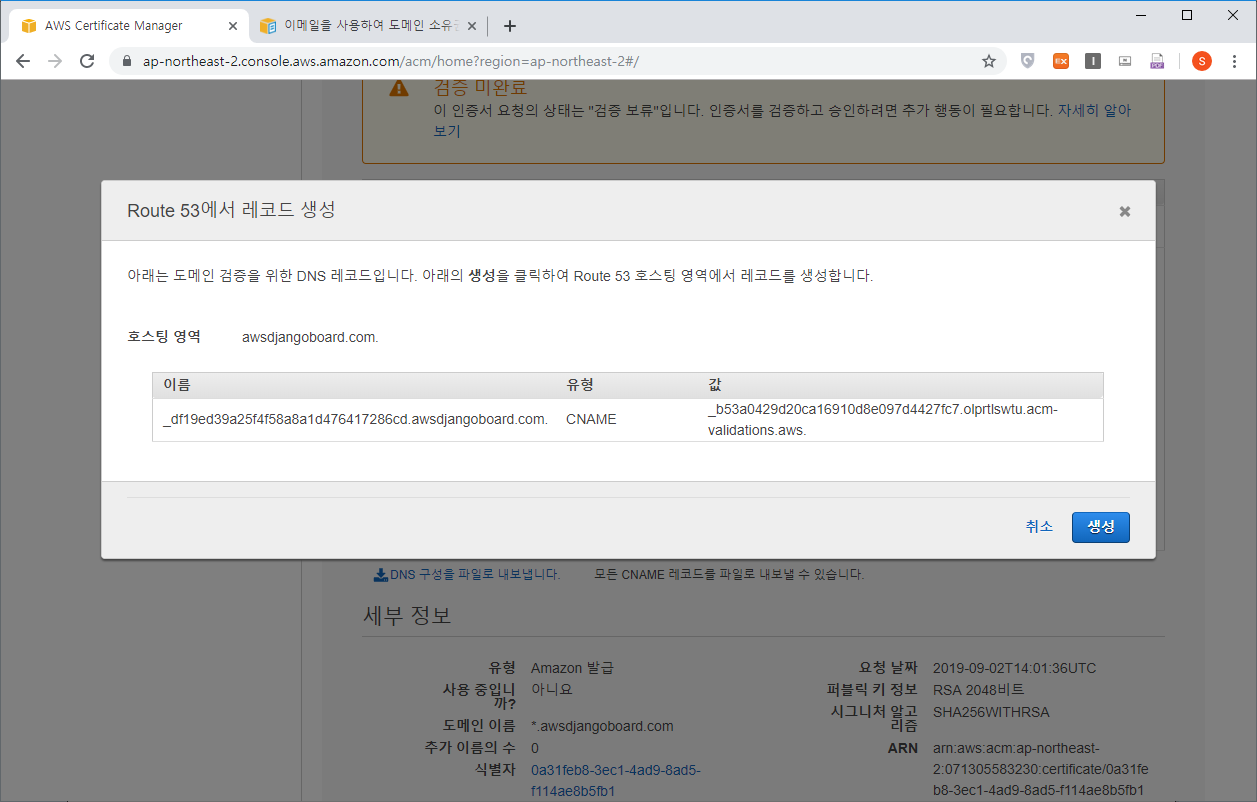 AWS Certificate Manager
이메일을 사용하여 도메인 소유
ap-northeast-2.console.aws.amazon.com/acm/home?region=ap-northeast-2#/
EX
I
PDF
S
검증 미완료
이 인증서 요청의 상태는 "검증 보류"입니다. 인증서를 검증하고 승인하려면 추가 행동이 필요합니다. 자세히 알아
보기
Route 53에서 레코드 생성
아래는 도메인 검증을 위한 DNS 레코드입니다. 아래의 생성을 클릭하여 Route 53 호스팅 영역에서 레코드를 생성합니다.
호스팅 영역 awsdjangoboard.com.
이름 유형 값
_df19ed39a25f4f58a8a1d476417286cd.awsdjangoboard.com. CNAME _b53a0429d20ca16910d8e097d4427fc7.olprtlswtu.acm-
validations.aws.
취소 생성
DNS 구성을 파일로 내보냅니다. 모든 CNAME 레코드를 파일로 내보낼 수 있습니다.
세부 정보
유형 Amazon 발급
사용 중입니
까? 아니요
도메인 이름 *.awsdjangoboard.com
추가 이름의 수 0
식별자 0a31feb8-3ec1-4ad9-8ad5-
f114ae8b5fb1
요청 날짜 2019-09-02T14:01:36UTC
퍼블릭 키 정보 RSA 2048비트
시그니처 알고
리즘 SHA256WITHRSA
ARN arn:aws:acm:ap-northeast-
2:071305583230:certificate/0a31fe
b8-3ec1-4ad9-8ad5-f114ae8b5fb1